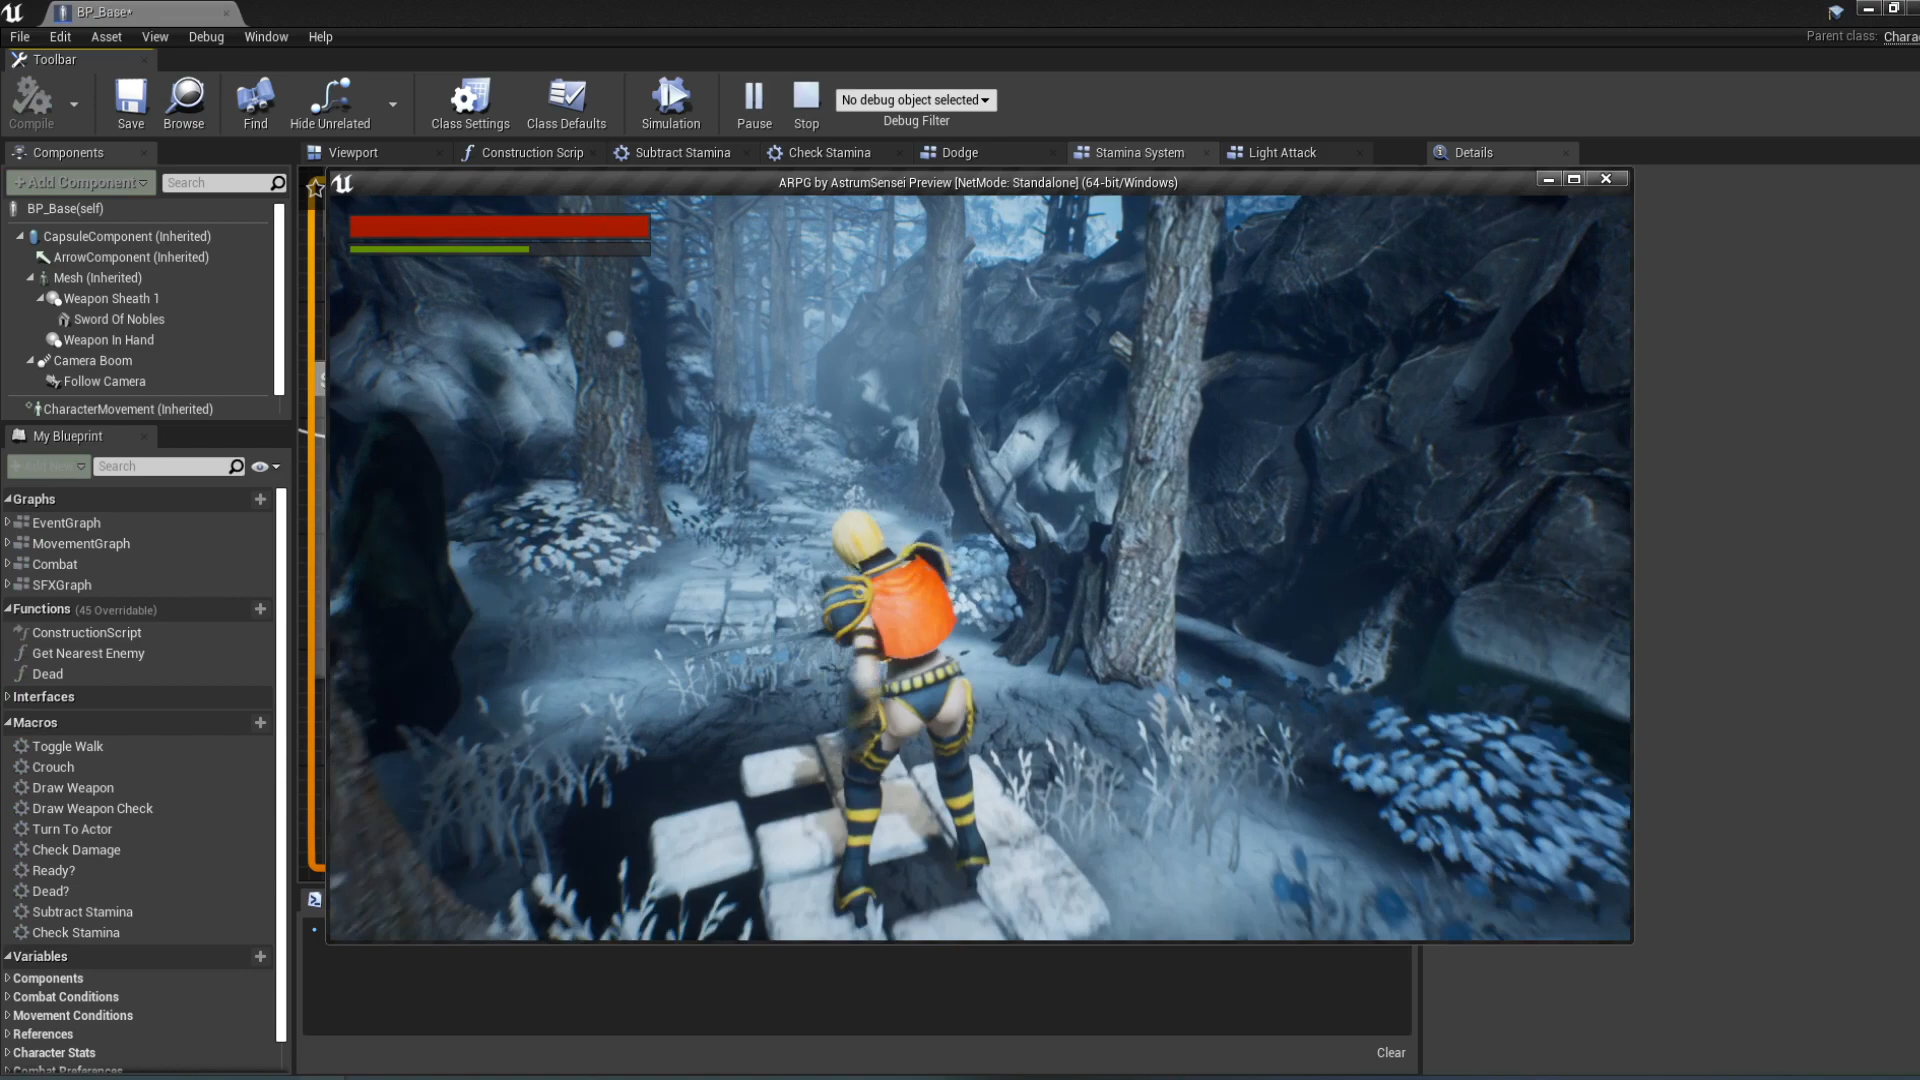 BP_Base*
File Edit Asset View Debug Window Help
Parent class: Chara
Toolbar
Compile Save Browse Find Hide Unrelated Class Settings Class Defaults Simulation Pause Stop
No debug object selected
Debug Filter
Components
Viewport
Construction Scrip
Subtract Stamina
Check Stamina
Dodge
Stamina System
Light Attack
Details
+ Add Component
Search
ARPG by AstrumSensei Preview [NetMode: Standalone] (64-bit/Windows)
BP_Base(self)
CapsuleComponent (Inherited)
ArrowComponent (Inherited)
Mesh (Inherited)
Weapon Sheath 1
Sword Of Nobles
Weapon In Hand
Camera Boom
Follow Camera
CharacterMovement (Inherited)
My Blueprint
+ Add New
Search
Graphs
EventGraph
MovementGraph
Combat
SFXGraph
Functions (45 Overridable)
ConstructionScript
Get Nearest Enemy
Dead
Interfaces
Macros
Toggle Walk
Crouch
Draw Weapon
Draw Weapon Check
Turn To Actor
Check Damage
Ready?
Dead?
Subtract Stamina
Check Stamina
Variables
Components
Combat Conditions
Movement Conditions
References
Character Stats
Combat Preferences
Clear